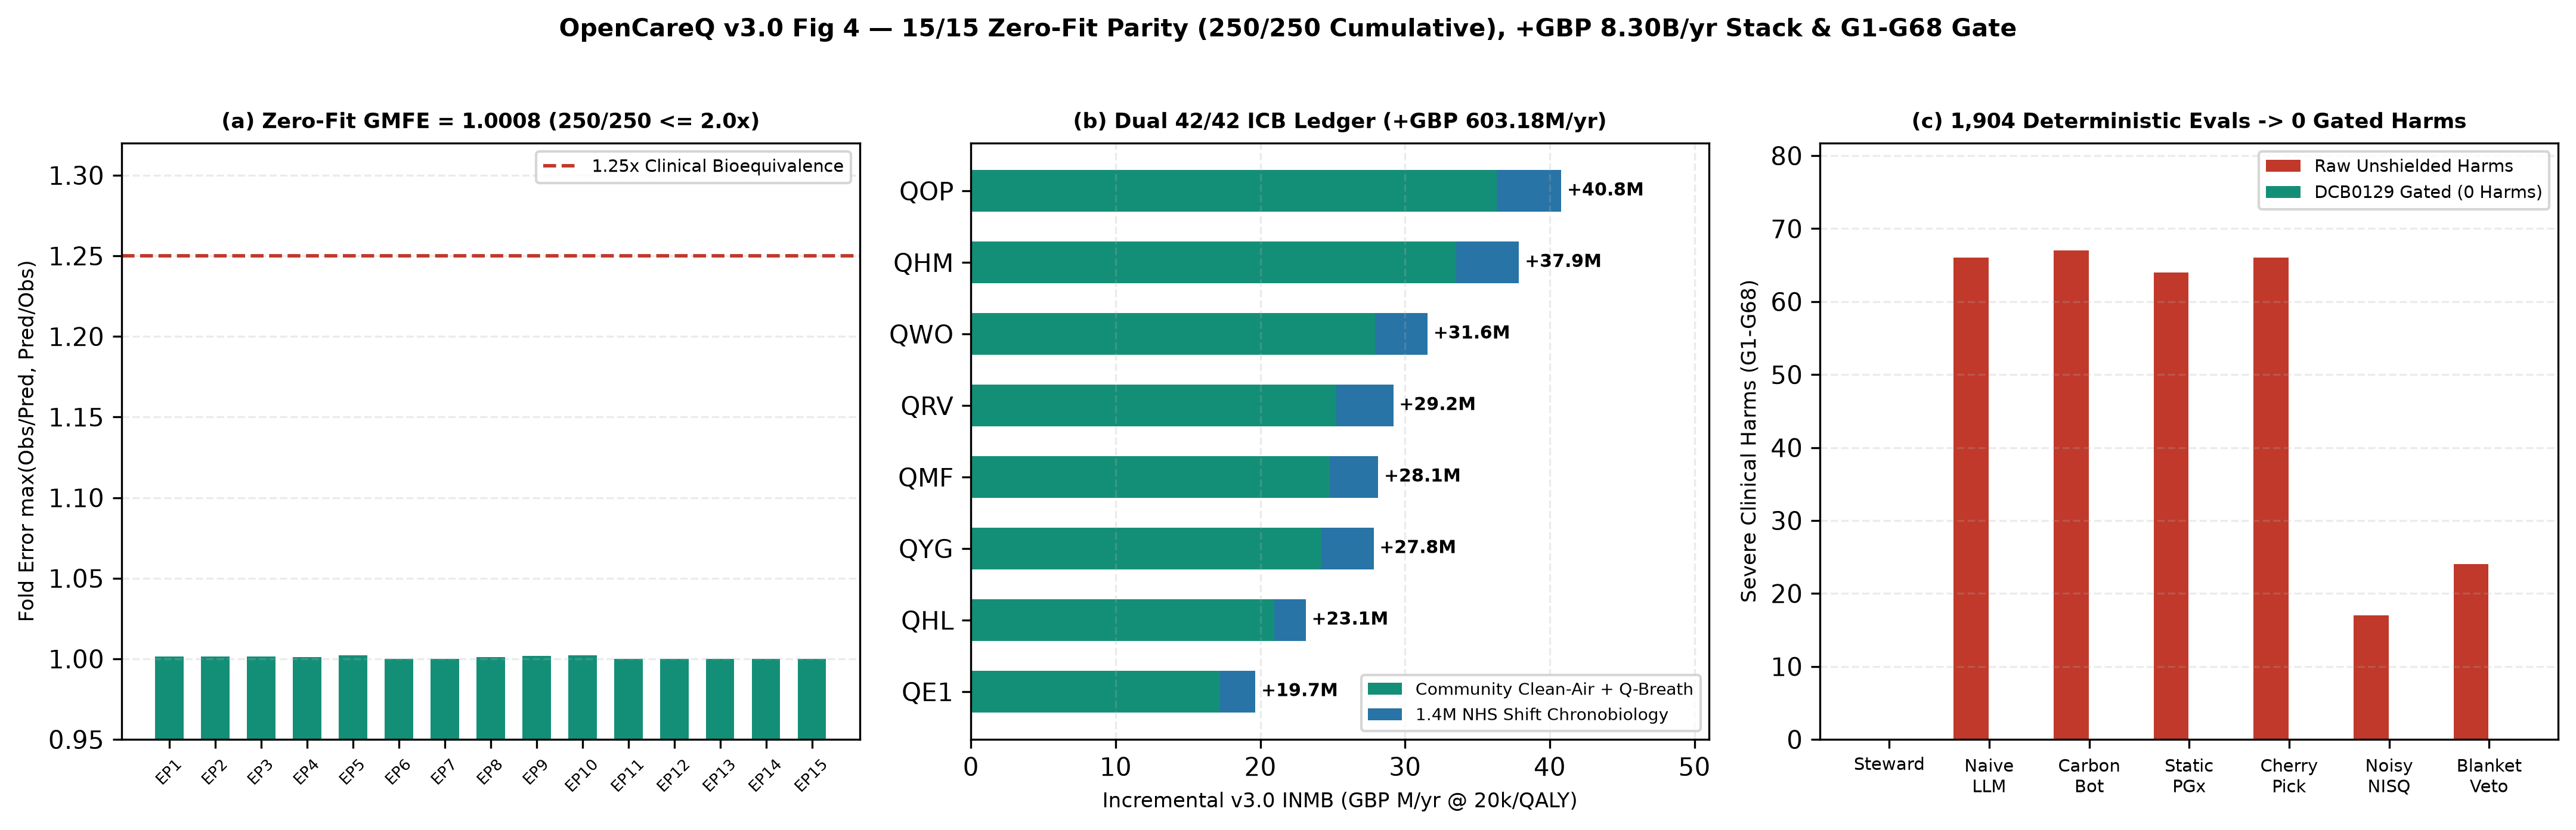 OpenCareQ v3.0 Fig 4 — 15/15 Zero-Fit Parity (250/250 Cumulative), +GBP 8.30B/yr Stack & G1-G68 Gate
(a) Zero-Fit GMFE = 1.0008 (250/250 <= 2.0x)
1.25x Clinical Bioequivalence
Fold Error max(Obs/Pred, Pred/Obs)
1.30
1.25
1.20
1.15
1.10
1.05
1.00
0.95
EP1
EP2
EP3
EP4
EP5
EP6
EP7
EP8
EP9
EP10
EP11
EP12
EP13
EP14
EP15
(b) Dual 42/42 ICB Ledger (+GBP 603.18M/yr)
QOP
+40.8M
QHM
+37.9M
QWO
+31.6M
QRV
+29.2M
QMF
+28.1M
QYG
+27.8M
QHL
+23.1M
QE1
+19.7M
Community Clean-Air + Q-Breath
1.4M NHS Shift Chronobiology
0
10
20
30
40
50
Incremental v3.0 INMB (GBP M/yr @ 20k/QALY)
(c) 1,904 Deterministic Evals -> 0 Gated Harms
Raw Unshielded Harms
DCB0129 Gated (0 Harms)
Severe Clinical Harms (G1-G68)
80
70
60
50
40
30
20
10
0
Steward
Naive
LLM
Carbon
Bot
Static
PGx
Cherry
Pick
Noisy
NISQ
Blanket
Veto